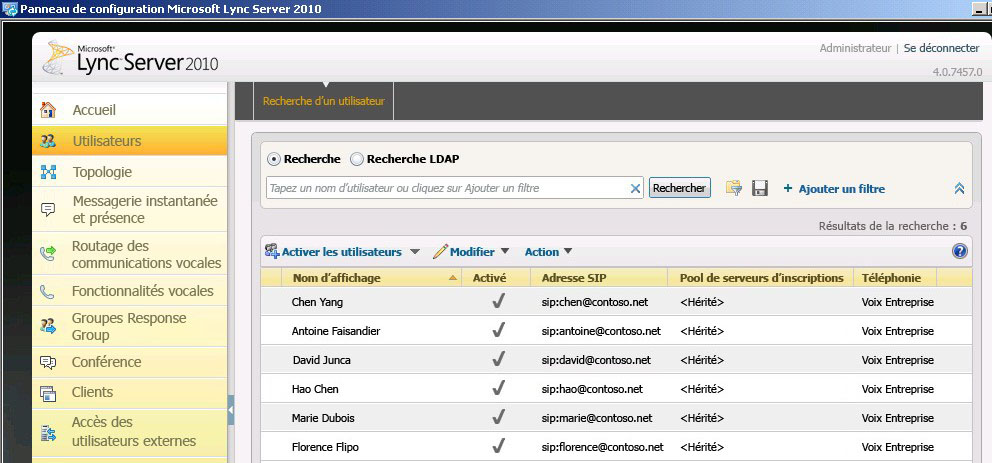 Panneau de configuration Microsoft Lync Server 2010
Microsoft®
Lync Server 2010
Administrateur | Se déconnecter
4.0.7457.0
Accueil
Utilisateurs
Topologie
Messagerie instantanée
et présence
Routage des
communications vocales
Fonctionnalités vocales
Groupes Response
Group
Conférence
Clients
Accès des
utilisateurs externes
Recherche d'un utilisateur
Recherche
Recherche LDAP
Tapez un nom d'utilisateur ou cliquez sur Ajouter un filtre
Rechercher
Ajouter un filtre
Résultats de la recherche : 6
Activer les utilisateurs
Modifier
Action
Nom d'affichage Activé Adresse SIP Pool de serveurs d'inscriptions Téléphonie
Chen Yang sip:chen@contoso.net <Hérité> Voix Entreprise
Antoine Faisandier sip:antoine@contoso.net <Hérité> Voix Entreprise
David Junca sip:david@contoso.net <Hérité> Voix Entreprise
Hao Chen sip:hao@contoso.net <Hérité> Voix Entreprise
Marie Dubois sip:marie@contoso.net <Hérité> Voix Entreprise
Florence Flipo sip:florence@contoso.net <Hérité> Voix Entreprise